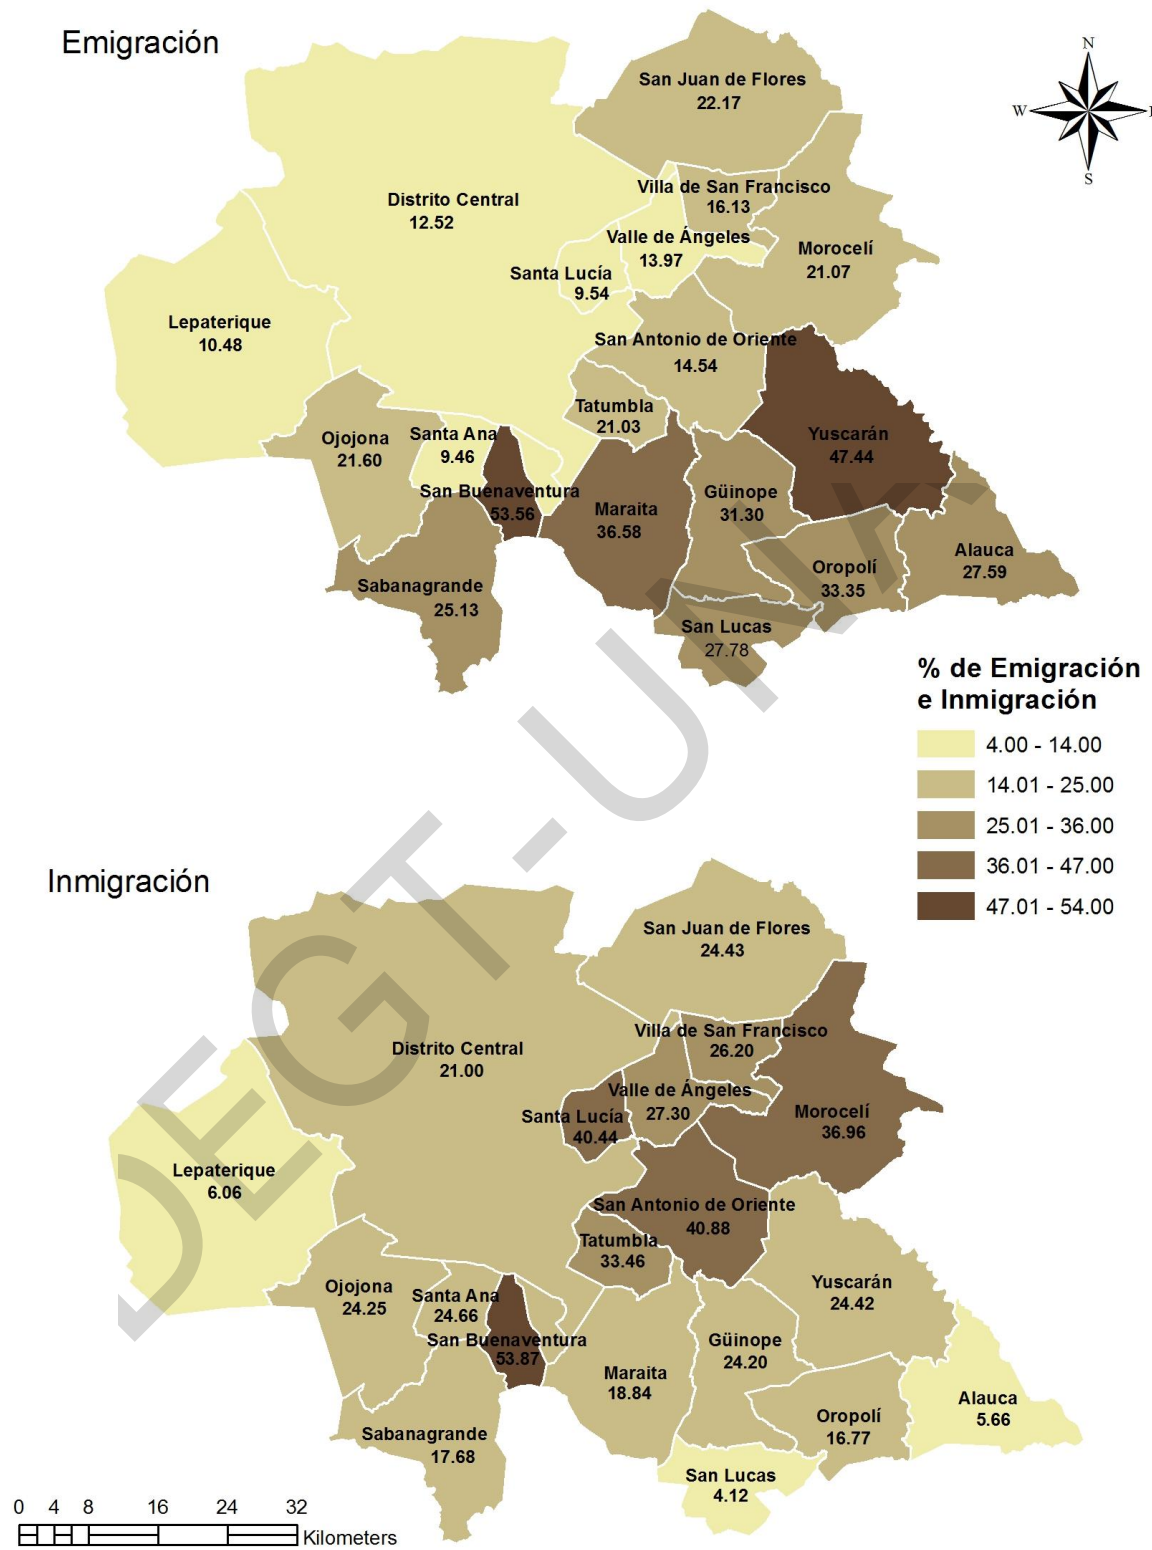 Emigración
N
W
E
S
San Juan de Flores
22.17
Villa de San Francisco
16.13
Distrito Central
12.52
Valle de Ángeles
13.97
Morocelí
21.07
Santa Lucía
9.54
Lepaterique
10.48
San Antonio de Oriente
14.54
Tatumbla
21.03
Ojojona
21.60
Santa Ana
9.46
Yuscarán
47.44
San Buenaventura
53.56
Maraita
36.58
Güinope
31.30
Alauca
27.59
Oropolí
33.35
Sabanagrande
25.13
San Lucas
27.78
% de Emigración
e Inmigración
4.00 - 14.00
14.01 - 25.00
25.01 - 36.00
36.01 - 47.00
47.01 - 54.00
Inmigración
San Juan de Flores
24.43
Villa de San Francisco
26.20
Distrito Central
21.00
Valle de Ángeles
27.30
Santa Lucía
40.44
Morocelí
36.96
Lepaterique
6.06
San Antonio de Oriente
40.88
Tatumbla
33.46
Ojojona
24.25
Santa Ana
24.66
Yuscarán
24.42
San Buenaventura
53.87
Güinope
24.20
Maraita
18.84
Alauca
5.66
Oropolí
16.77
Sabanagrande
17.68
San Lucas
4.12
0 4 8 16 24 32
Kilometers
DEGT-UNA